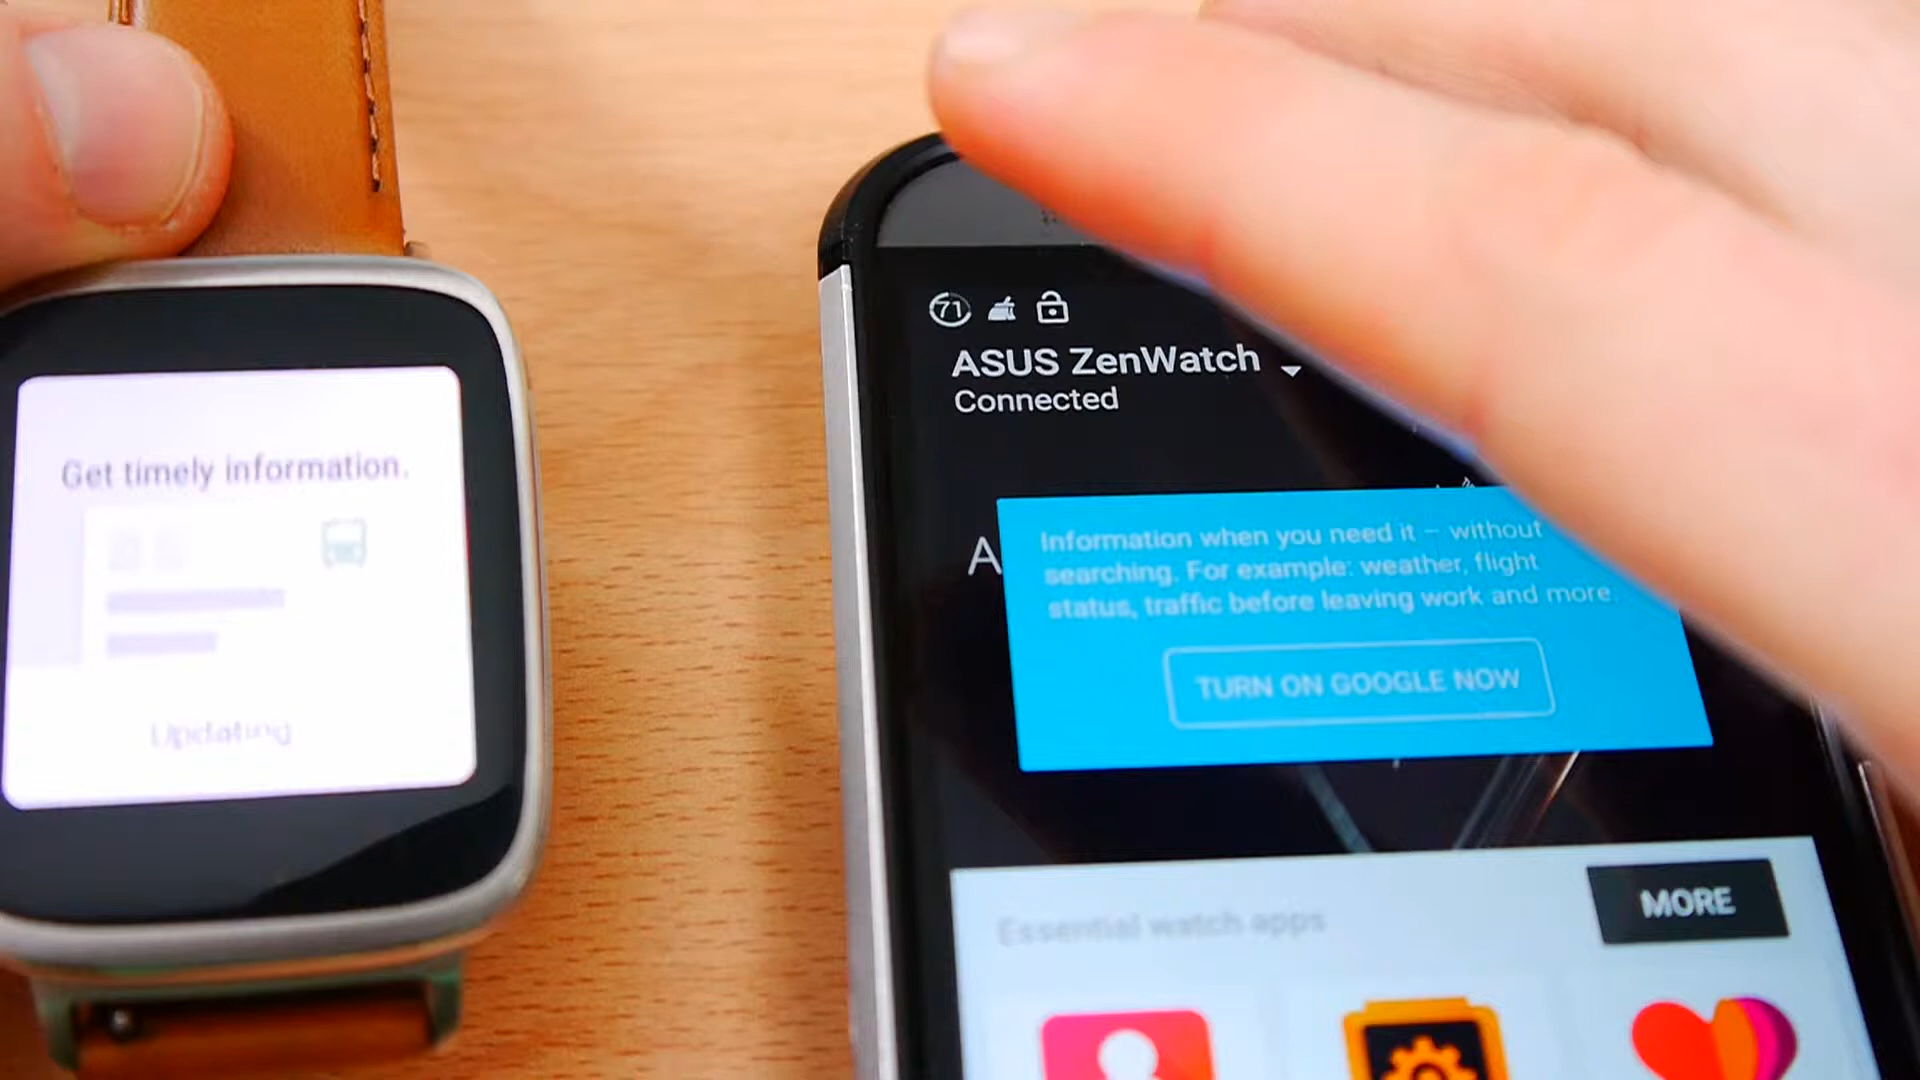 Get timely information.
Updating
71
ASUS ZenWatch
Connected
A
Information when you need it – without
searching. For example: weather, flight
status, traffic before leaving work and more.
TURN ON GOOGLE NOW
Essential watch apps
MORE